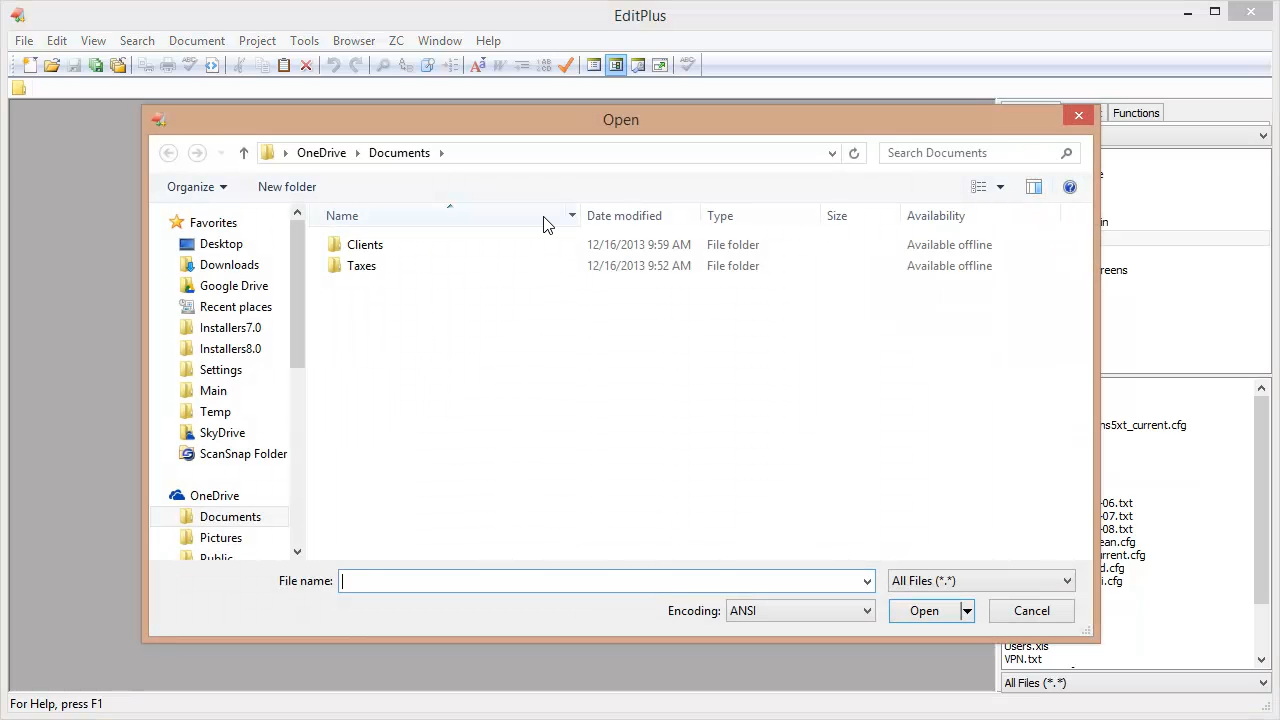 EditPlus
File Edit View Search Document Project Tools Browser ZC Window Help
Functions
Open
OneDrive Documents Search Documents
Organize New folder
Name Date modified Type Size Availability
Favorites
Clients 12/16/2013 9:59 AM File folder Available offline
Desktop
Taxes 12/16/2013 9:52 AM File folder Available offline
Downloads
Google Drive
Recent places
Installers7.0
Installers8.0
Settings
Main
Temp
SkyDrive
ScanSnap Folder
OneDrive
Documents
Pictures
Public
File name: All Files (*.*)
Encoding: ANSI Open Cancel
in
reens
ns5xt_current.cfg
-06.txt
-07.txt
-08.txt
ean.cfg
urrent.cfg
d.cfg
i.cfg
Users.xls
VPN.txt
All Files (*.*)
For Help, press F1